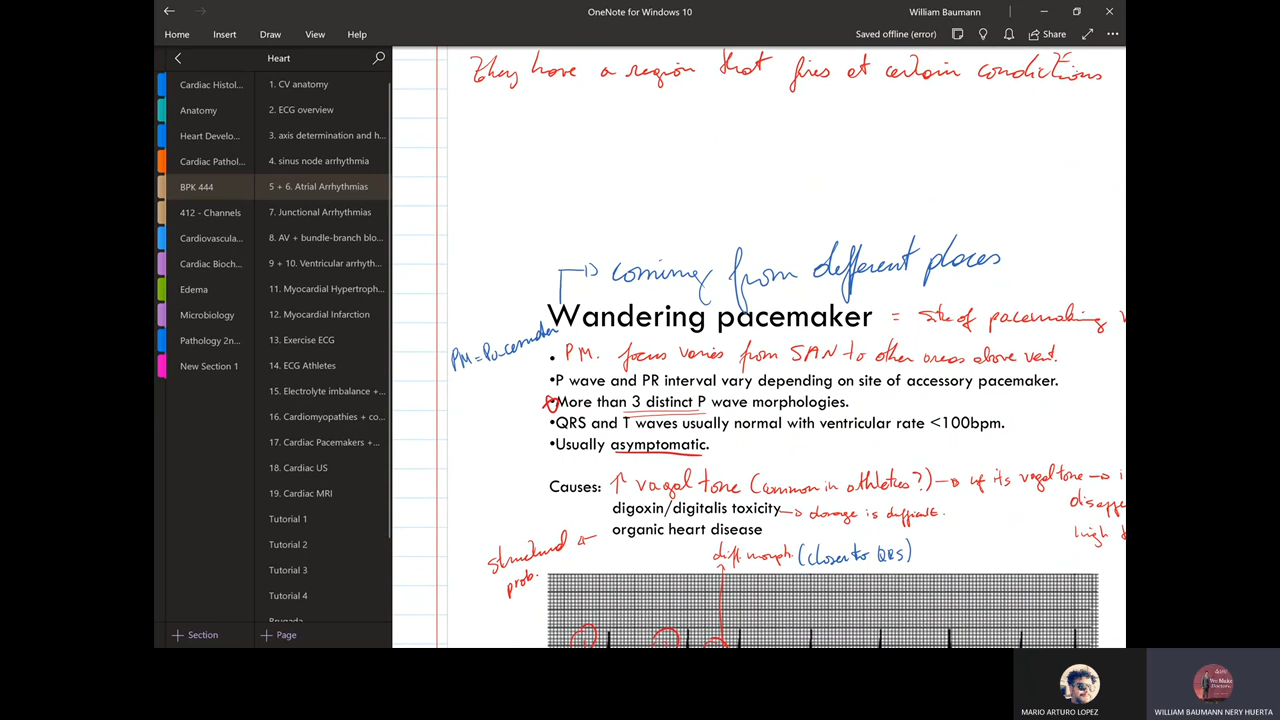 OneNote for Windows 10
William Baumann
Home Insert Draw View Help
Saved offline (error)
Share
Heart
Cardiac Histol...
Anatomy
Heart Develo...
Cardiac Pathol...
BPK 444
412 - Channels
Cardiovascula...
Cardiac Bioch...
Edema
Microbiology
Pathology 2n...
New Section 1
1. CV anatomy
2. ECG overview
3. axis determination and h...
4. sinus node arrhythmia
5 + 6. Atrial Arrhythmias
7. Junctional Arrhythmias
8. AV + bundle-branch blo...
9 + 10. Ventricular arryth...
11. Myocardial Hypertroph...
12. Myocardial Infarction
13. Exercise ECG
14. ECG Athletes
15. Electrolyte imbalance +...
16. Cardiomyopathies + co...
17. Cardiac Pacemakers +...
18. Cardiac US
19. Cardiac MRI
Tutorial 1
Tutorial 2
Tutorial 3
Tutorial 4
Brugada
+ Section
+ Page
They have a region that fires at certain conditions
coming from different places
Wandering pacemaker = site of pacemaking
PM = Pacemaker
• PM. focus varies from SAN to other areas above vent.
•P wave and PR interval vary depending on site of accessory pacemaker.
•More than 3 distinct P wave morphologies.
•QRS and T waves usually normal with ventricular rate <100bpm.
•Usually asymptomatic.
Causes: ↑ vagal tone (common in athletes?) → if its vagal tone →
digoxin/digitalis toxicity → dorage is difficult.
organic heart disease
structural prob.
diff morph. (closer to QRS)
high
MARIO ARTURO LOPEZ
WILLIAM BAUMANN NERY HUERTA